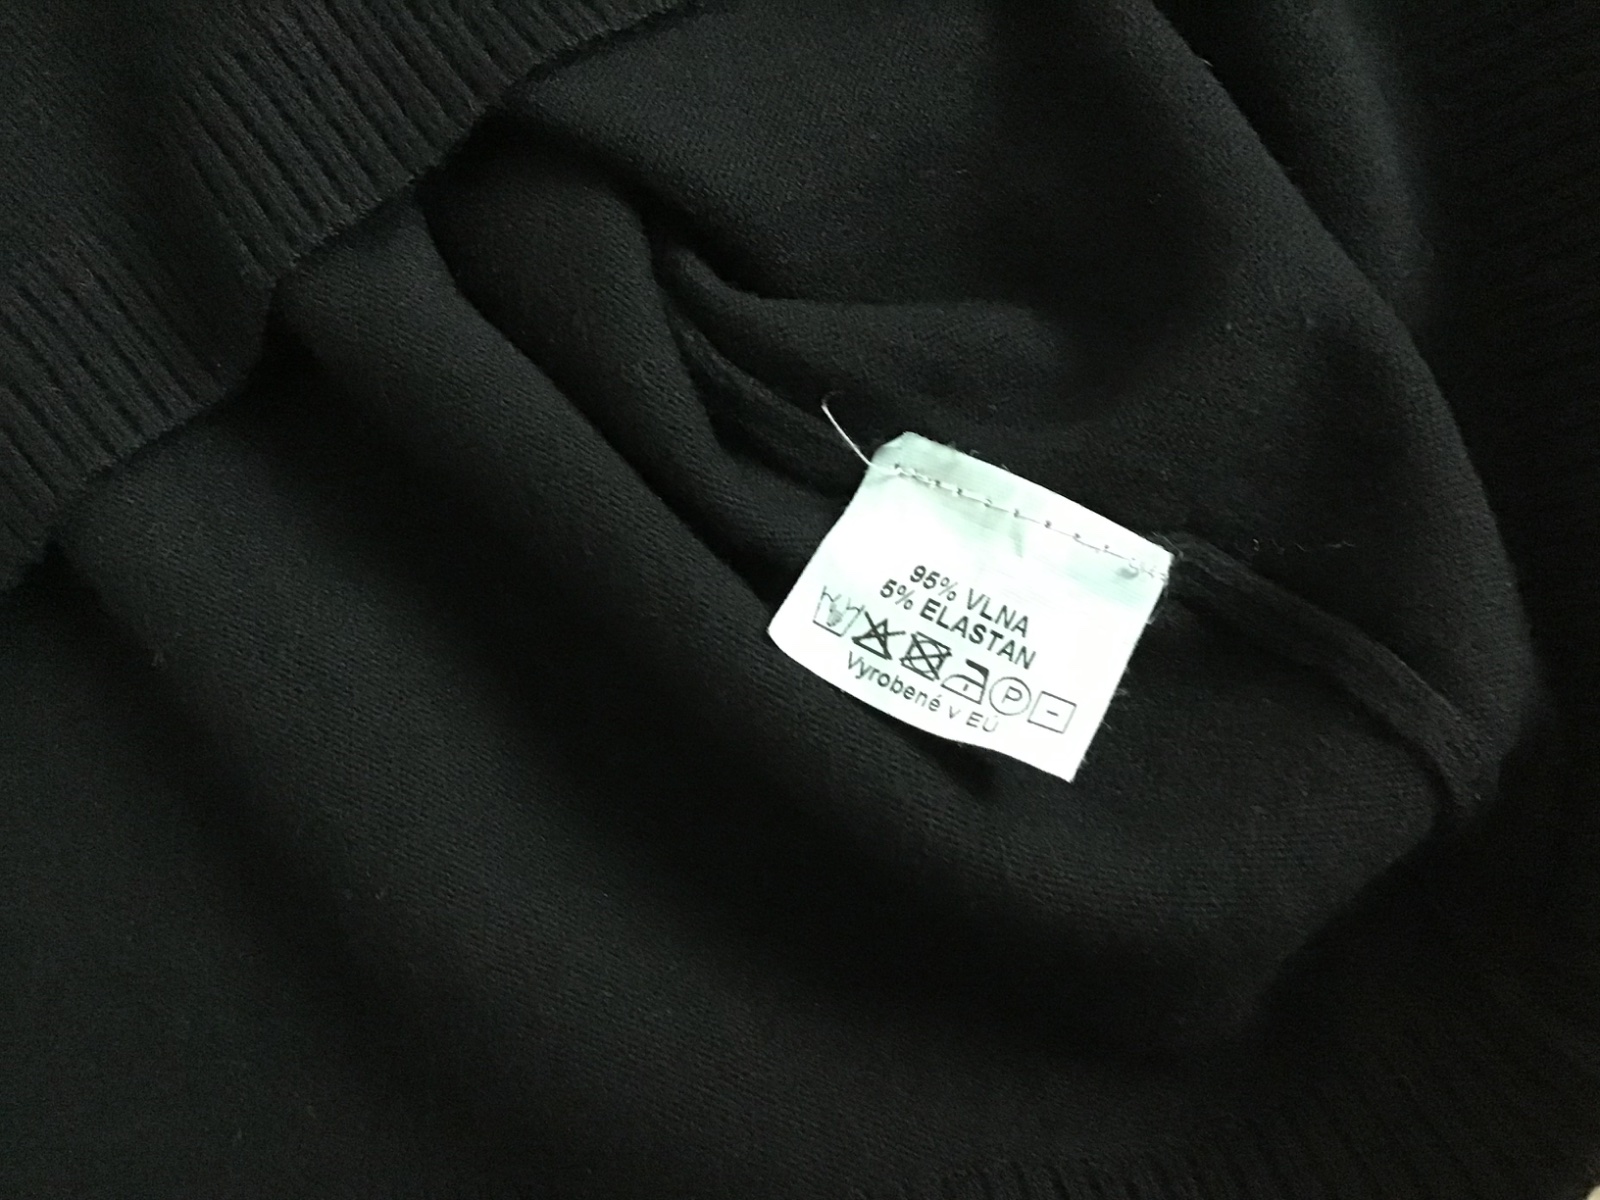 95% VLNA
5% ELASTAN
P
Vyrobené v EÚ